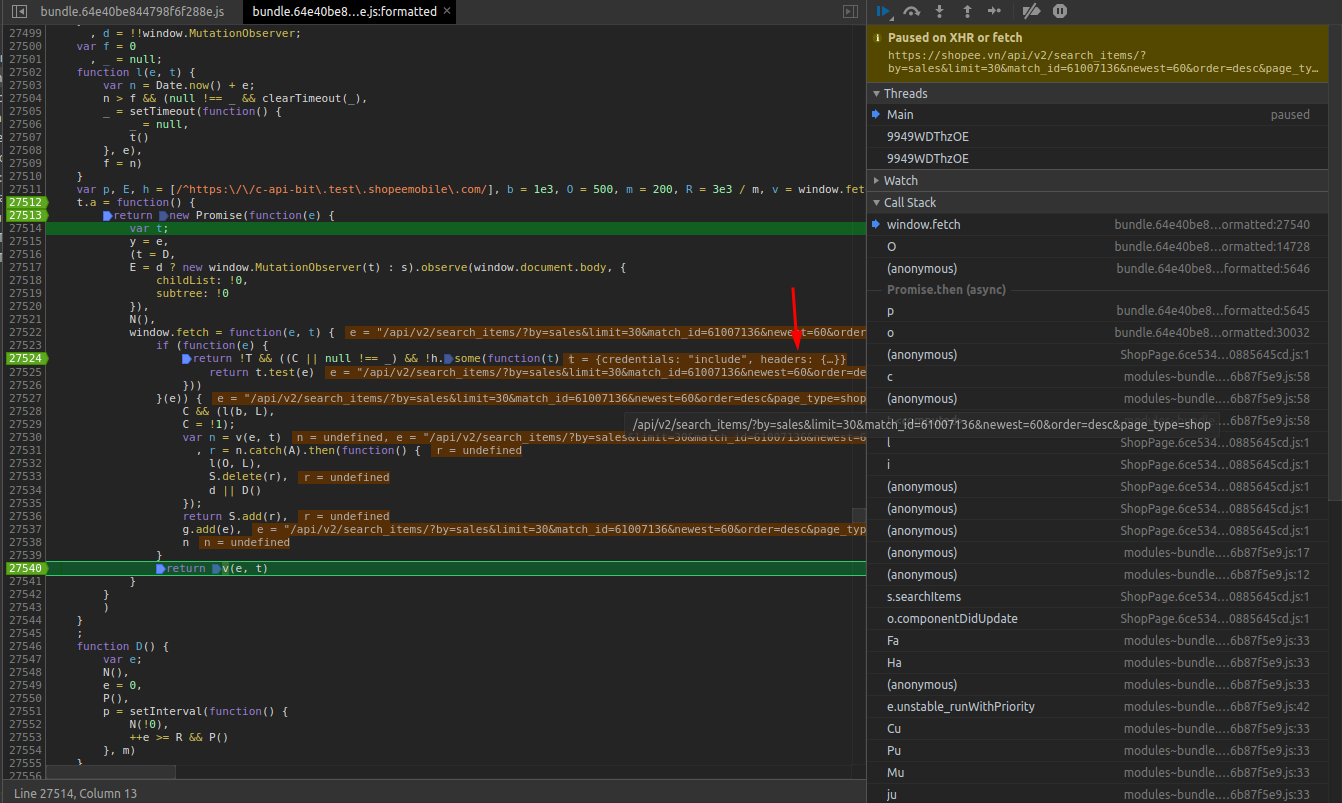 bundle.64e40be844798f6f288e.js
bundle.64e40be8…e.js:formatted ×
27499 , d = !!window.MutationObserver;
27500 var f = 0
27501 , _ = null;
27502 function l(e, t) {
27503 var n = Date.now() + e;
27504 n > f && (null !== _ && clearTimeout(_),
27505 _ = setTimeout(function() {
27506 _ = null,
27507 t()
27508 }, e),
27509 f = n)
27510 }
27511 var p, E, h = [/^https:\/\/c-api-bit\.test\.shopeemobile\.com/], b = 1e3, O = 500, m = 200, R = 3e3 / m, v = window.fet
27512 t.a = function() {
27513 return new Promise(function(e) {
27514 var t;
27515 y = e,
27516 (t = D,
27517 E = d ? new window.MutationObserver(t) : s).observe(window.document.body, {
27518 childList: !0,
27519 subtree: !0
27520 }),
27521 N(),
27522 window.fetch = function(e, t) { e = "/api/v2/search_items/?by=sales&limit=30&match_id=61007136&newest=60&order
27523 if (function(e) {
27524 return !T && ((C || null !== _) && !h.some(function(t) t = {credentials: "include", headers: {…}}
27525 return t.test(e) e = "/api/v2/search_items/?by=sales&limit=30&match_id=61007136&newest=60&order=de
27526 }))
27527 }(e)) { e = "/api/v2/search_items/?by=sales&limit=30&match_id=61007136&newest=60&order=desc&page_type=shop
27528 C && (l(b, L),
27529 C = !1);
/api/v2/search_items/?by=sales&limit=30&match_id=61007136&newest=60&order=desc&page_type=shop
27530 var n = v(e, t) n = undefined, e = "/api/v2/search_items/?by=sales&limit=30&match_id=61007136&newest=6
27531 , r = n.catch(A).then(function() { r = undefined
27532 l(O, L),
27533 S.delete(r), r = undefined
27534 d || D()
27535 });
27536 return S.add(r), r = undefined
27537 g.add(e), e = "/api/v2/search_items/?by=sales&limit=30&match_id=61007136&newest=60&order=desc&page_typ
27538 n n = undefined
27539 }
27540 return v(e, t)
27541 }
27542 }
27543 )
27544 }
27545 ;
27546 function D() {
27547 var e;
27548 N(),
27549 e = 0,
27550 P(),
27551 p = setInterval(function() {
27552 N(!0),
27553 ++e >= R && P()
27554 }, m)
27555 }
27556
Line 27514, Column 13
Paused on XHR or fetch
https://shopee.vn/api/v2/search_items/?
by=sales&limit=30&match_id=61007136&newest=60&order=desc&page_ty…
Threads
Main paused
9949WDThzOE
9949WDThzOE
Watch
Call Stack
window.fetch bundle.64e40be8…ormatted:27540
O bundle.64e40be8…ormatted:14728
(anonymous) bundle.64e40be8…formatted:5646
Promise.then (async)
p bundle.64e40be8…formatted:5645
o bundle.64e40be8…ormatted:30032
(anonymous) ShopPage.6ce534…0885645cd.js:1
c modules~bundle.…6b87f5e9.js:58
(anonymous) modules~bundle.…6b87f5e9.js:58
6b87f5e9.js:58
l ShopPage.6ce534…0885645cd.js:1
i ShopPage.6ce534…0885645cd.js:1
(anonymous) ShopPage.6ce534…0885645cd.js:1
(anonymous) ShopPage.6ce534…0885645cd.js:1
(anonymous) ShopPage.6ce534…0885645cd.js:1
(anonymous) modules~bundle.…6b87f5e9.js:17
(anonymous) modules~bundle.…6b87f5e9.js:12
s.searchItems ShopPage.6ce534…0885645cd.js:1
o.componentDidUpdate ShopPage.6ce534…0885645cd.js:1
Fa modules~bundle.…6b87f5e9.js:33
Ha modules~bundle.…6b87f5e9.js:33
(anonymous) modules~bundle.…6b87f5e9.js:33
e.unstable_runWithPriority modules~bundle.…6b87f5e9.js:42
Cu modules~bundle.…6b87f5e9.js:33
Pu modules~bundle.…6b87f5e9.js:33
Mu modules~bundle.…6b87f5e9.js:33
ju modules~bundle.…6b87f5e9.js:33